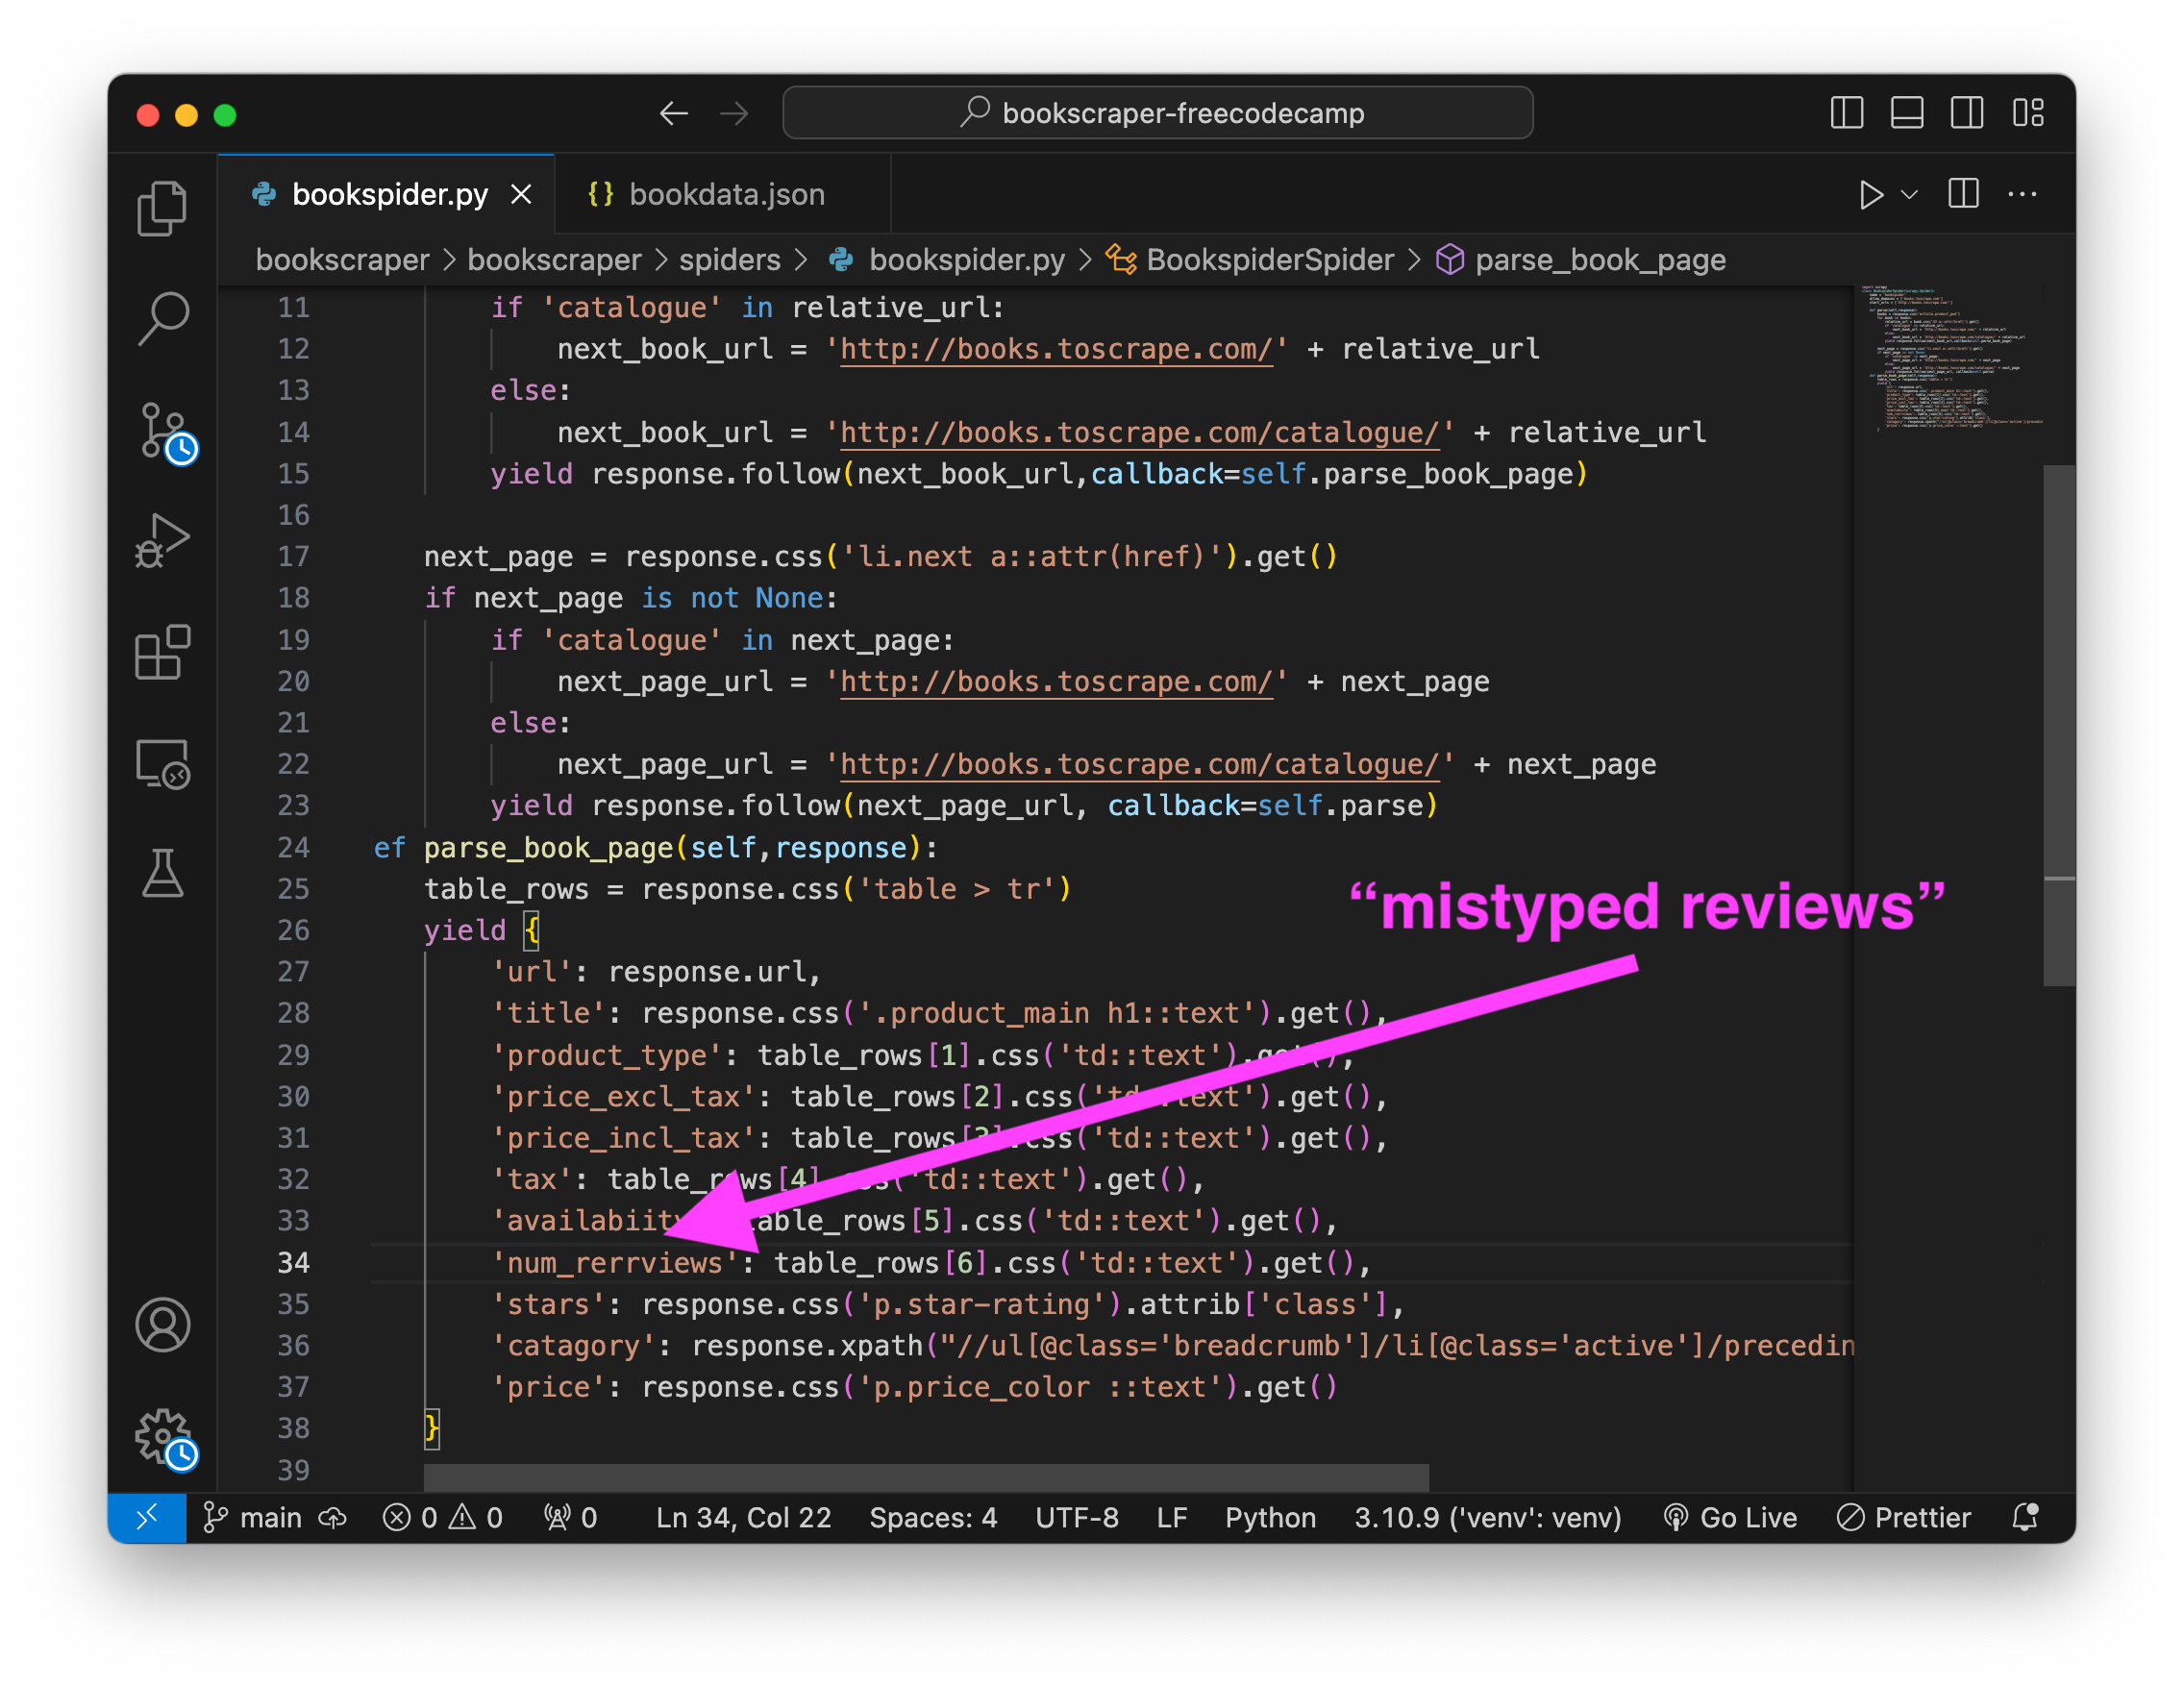 bookscraper-freecodecamp
bookspider.py
bookdata.json
bookscraper > bookscraper > spiders > bookspider.py > BookspiderSpider > parse_book_page
11 if 'catalogue' in relative_url:
12 next_book_url = 'http://books.toscrape.com/' + relative_url
13 else:
14 next_book_url = 'http://books.toscrape.com/catalogue/' + relative_url
15 yield response.follow(next_book_url,callback=self.parse_book_page)
16
17 next_page = response.css('li.next a::attr(href)').get()
18 if next_page is not None:
19 if 'catalogue' in next_page:
20 next_page_url = 'http://books.toscrape.com/' + next_page
21 else:
22 next_page_url = 'http://books.toscrape.com/catalogue/' + next_page
23 yield response.follow(next_page_url, callback=self.parse)
24 ef parse_book_page(self,response):
25 table_rows = response.css('table > tr')
“mistyped reviews”
26 yield {
27 'url': response.url,
28 'title': response.css('.product_main h1::text').get(),
29 'product_type': table_rows[1].css('td::text').get(),
30 'price_excl_tax': table_rows[2].css('td::text').get(),
31 'price_incl_tax': table_rows[3].css('td::text').get(),
32 'tax': table_rows[4].css('td::text').get(),
33 'availabiity table_rows[5].css('td::text').get(),
34 'num_rerrviews': table_rows[6].css('td::text').get(),
35 'stars': response.css('p.star-rating').attrib['class'],
36 'catagory': response.xpath("//ul[@class='breadcrumb']/li[@class='active']/precedin
37 'price': response.css('p.price_color ::text').get()
38 }
39
main 0 0 0 Ln 34, Col 22 Spaces: 4 UTF-8 LF Python 3.10.9 ('venv': venv) Go Live Prettier